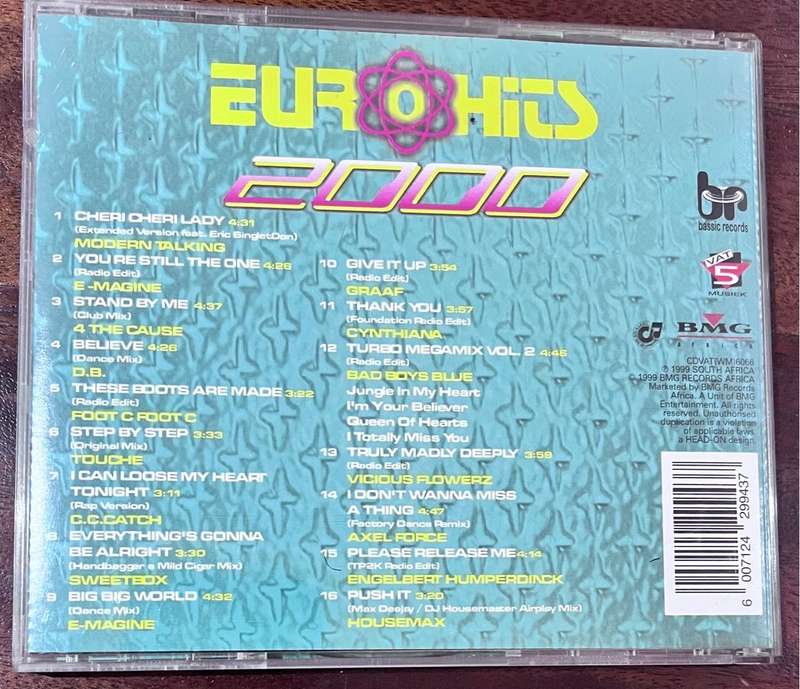 EUROHITS
2000
1 CHERI CHERI LADY 4:31
(Extended Version feat. Eric SingletOon)
MODERN TALKING
2 YOU'RE STILL THE ONE 4:26
(Radio Edit)
E-MAGINE
3 STAND BY ME 4:37
(Club Mix)
4 THE CAUSE
4 BELIEVE 4:26
(Dance Mix)
D.B.
5 THESE BOOTS ARE MADE 3:22
(Radio Edit)
FOOT C FOOT C
6 STEP BY STEP 3:33
(Original Mix)
TOUCHE
7 I CAN LOOSE MY HEART
TONIGHT 3:11
(Rap Version)
C.C.CATCH
8 EVERYTHING'S GONNA
BE ALRIGHT 3:30
(Handbagger a Mild Cigar Mix)
SWEETBOX
9 BIG BIG WORLD 4:32
(Dance Mix)
E-MAGINE
10 GIVE IT UP 3:54
(Radio Edit)
GRAAF
11 THANK YOU 3:57
(Foundation Radio Edit)
CYNTHIANA
12 TURBO MEGAMIX VOL. 2 4:45
(Radio Edit)
BAD BOYS BLUE
Jungle In My Heart
I'm Your Believer
Queen Of Hearts
I Totally Miss You
13 TRULY MADLY DEEPLY 3:59
(Radio Edit)
VICIOUS FLOWERZ
14 I DON'T WANNA MISS
A THING 4:47
(Factory Dance Remix)
AXEL FORCE
15 PLEASE RELEASE ME 4:14
(TP2K Radio Edit)
ENGELBERT HUMPERDINCK
16 PUSH IT 3:20
(Max Deejay / DJ Housemaster Airplay Mix)
HOUSEMAX
br
bassic records
VAT
5
MUSIEK
BMG
AFRICA
CDVAT(WM)6066
℗ 1999 SOUTH AFRICA
© 1999 BMG RECORDS AFRICA
Marketed by BMG Records
Africa. A Unit of BMG
Entertainment. All rights
reserved. Unauthorised
duplication is a violation
of applicable laws
a HEAD-ON design
6 007124 299437